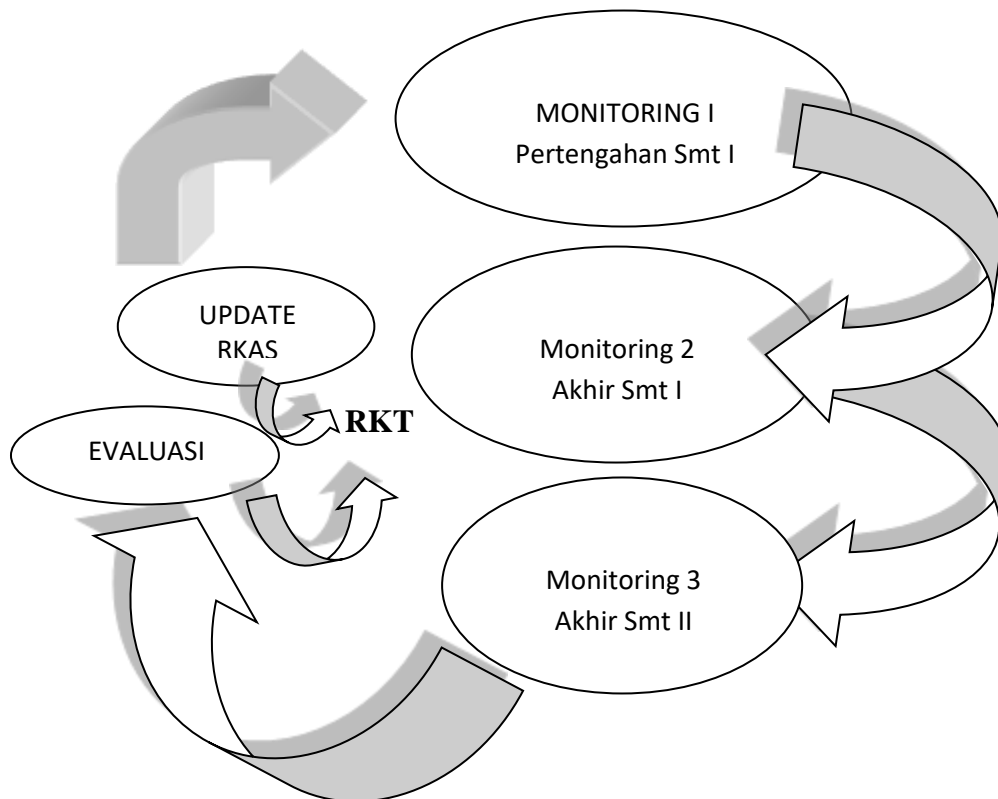 MONITORING I
Pertengahan Smt I
UPDATE
RKAS
Monitoring 2
Akhir Smt I
RKT
EVALUASI
Monitoring 3
Akhir Smt II